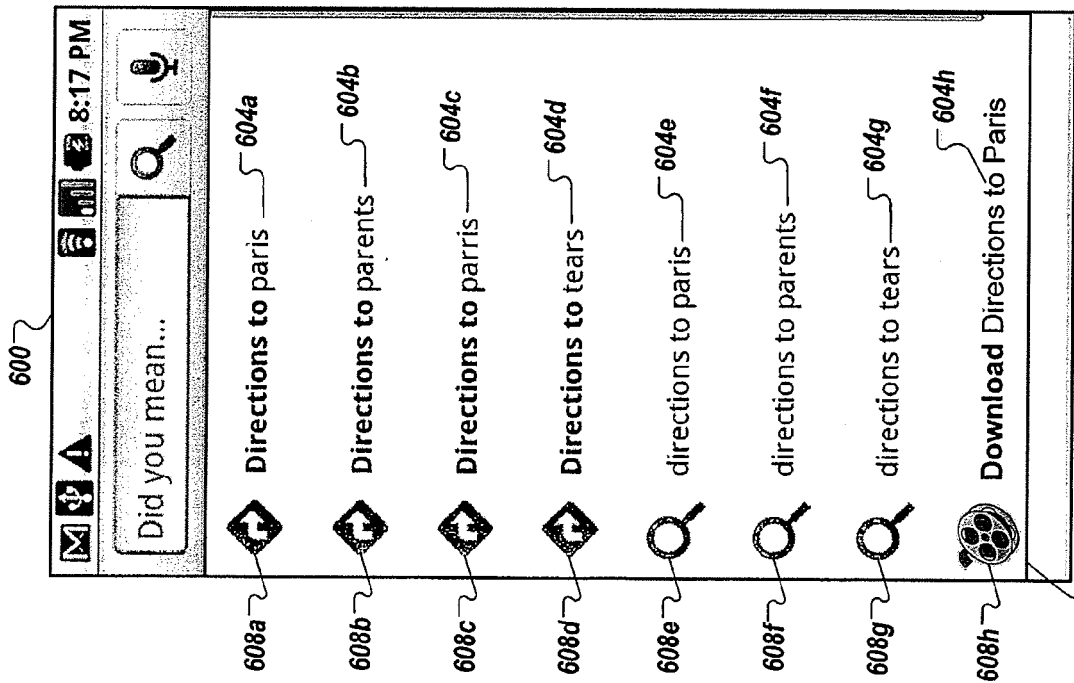 600
M 8:17 PM
Did you mean...
608a Directions to paris 604a
608b Directions to parents 604b
608c Directions to parris 604c
608d Directions to tears 604d
608e directions to paris 604e
608f directions to parents 604f
608g directions to tears 604g
608h Download Directions to Paris 604h